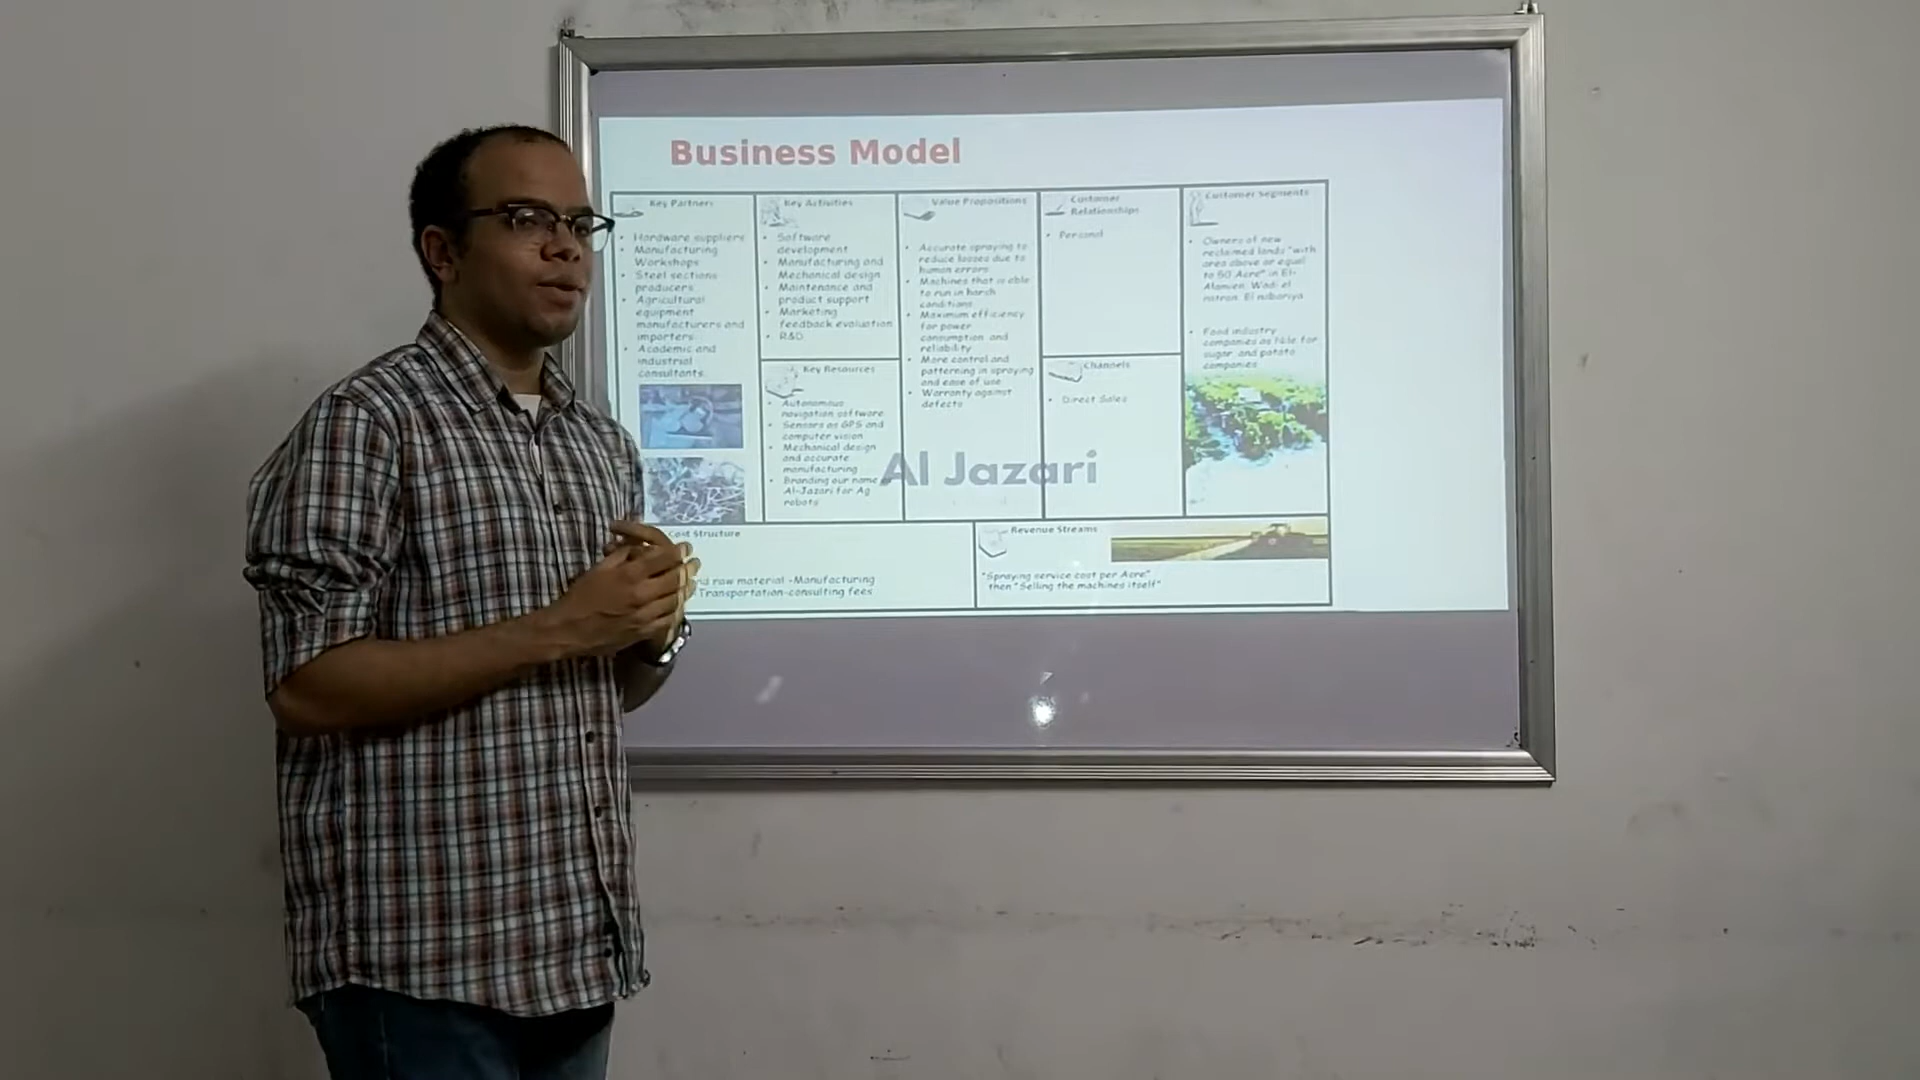 Business Model
Key Partners
• Hardware suppliers
• Manufacturing
Workshops
• Steel sections
producers
• Agricultural
equipment
manufacturers and
importers
• Academic and
industrial
consultants
Key Activities
• Software
development
• Manufacturing and
Mechanical design
• Maintenance and
product support
• Marketing
feedback evaluation
• R&D
Key Resources
• Autonomous
navigation software
• Sensors as GPS and
computer vision
• Mechanical design
and accurate
manufacturing
• Branding our name
Al-Jazari for Ag
robots
Value Propositions
• Accurate spraying to
reduce losses due to
human errors
• Machines that is able
to run in harsh
conditions
• Maximum efficiency
for power
consumption and
reliability
• More control and
patterning in spraying
and ease of use
• Warranty against
defects
Customer
Relationships
• Personal
Channels
• Direct Sales
Customer Segments
• Owners of new
reclaimed lands "with
area above or equal
to 50 Acre" in El-
Alamien, Wadi el
natron, El nubariya
• Food industry
companies as
sugar and potato
companies
Al Jazari
Cost Structure
raw material -Manufacturing
Transportation-consulting fees
Revenue Streams
"Spraying service cost per Acre"
then "Selling the machines itself"